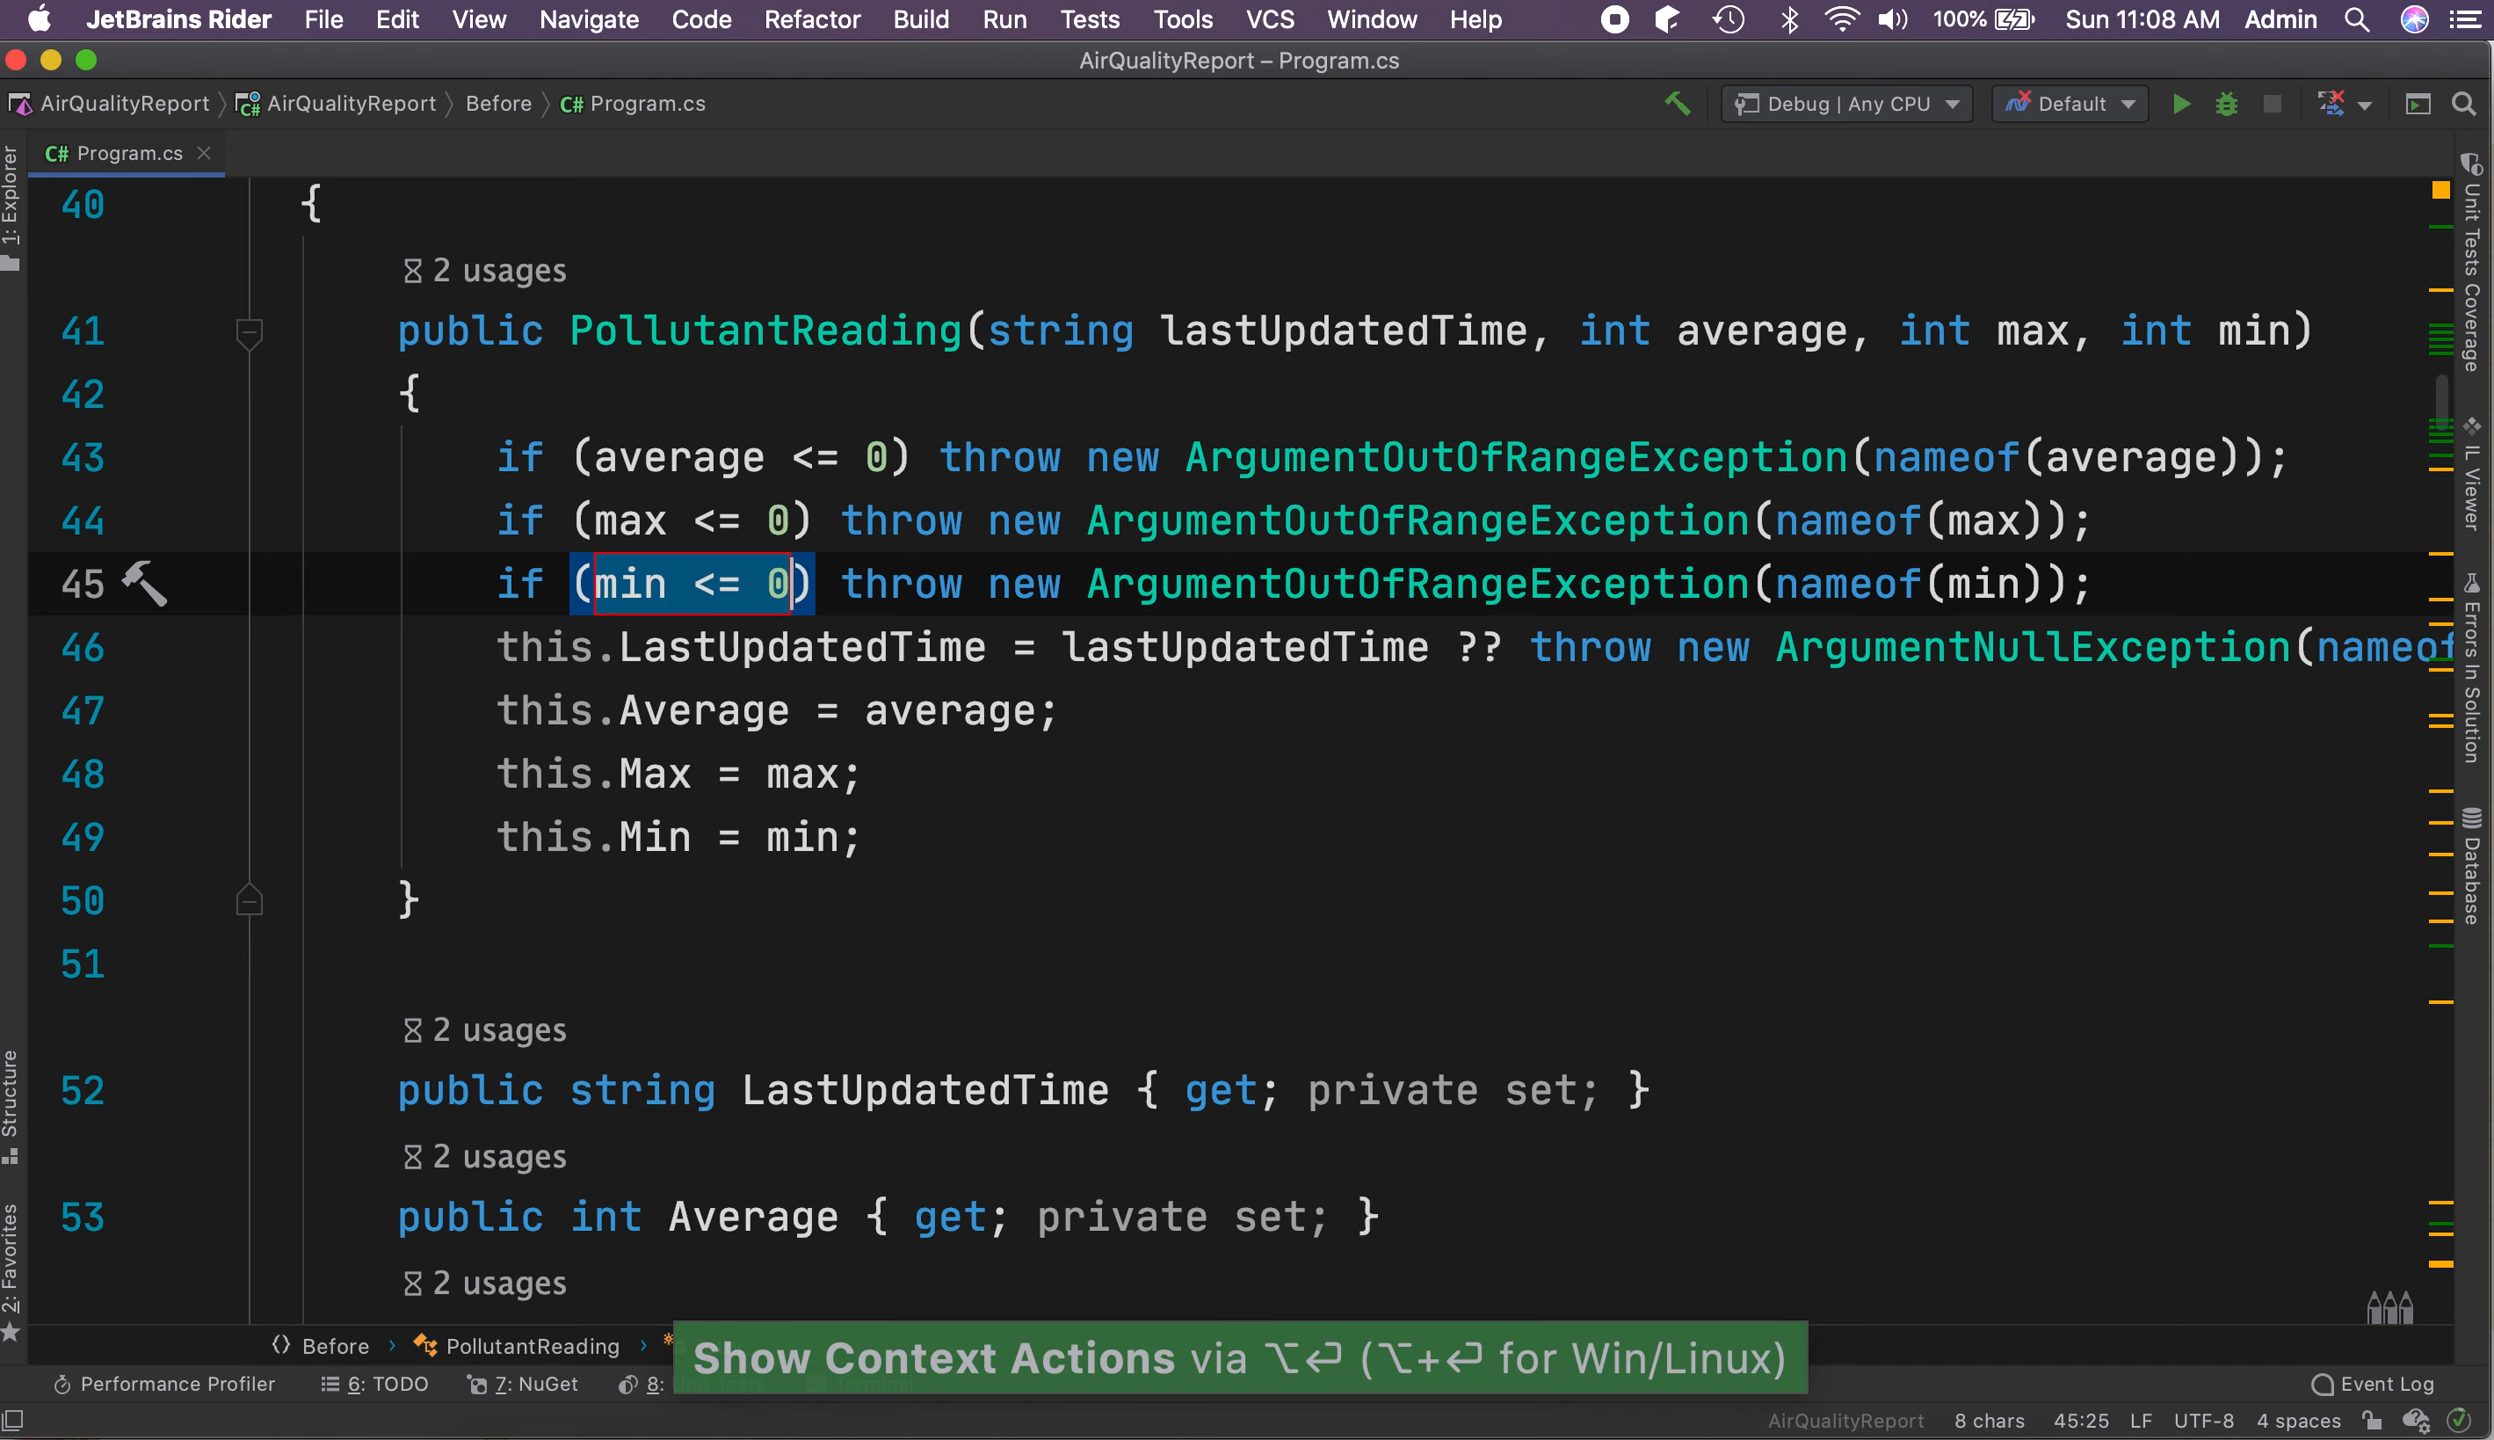 JetBrains Rider File Edit View Navigate Code Refactor Build Run Tests Tools VCS Window Help 100% Sun 11:08 AM Admin
AirQualityReport – Program.cs
AirQualityReport AirQualityReport Before C# Program.cs Debug | Any CPU Default
C# Program.cs
1: Explorer
Structure
2: Favorites
40 {
2 usages
41 public PollutantReading(string lastUpdatedTime, int average, int max, int min)
42 {
43 if (average <= 0) throw new ArgumentOutOfRangeException(nameof(average));
44 if (max <= 0) throw new ArgumentOutOfRangeException(nameof(max));
45 if (min <= 0) throw new ArgumentOutOfRangeException(nameof(min));
46 this.LastUpdatedTime = lastUpdatedTime ?? throw new ArgumentNullException(nameof
47 this.Average = average;
48 this.Max = max;
49 this.Min = min;
50 }
51
2 usages
52 public string LastUpdatedTime { get; private set; }
2 usages
53 public int Average { get; private set; }
2 usages
Unit Tests Coverage
IL Viewer
Errors In Solution
Database
{} Before › PollutantReading ›
Show Context Actions via ⌥⏎ (⌥+⏎ for Win/Linux)
Performance Profiler 6: TODO 7: NuGet 8: Event Log
AirQualityReport 8 chars 45:25 LF UTF-8 4 spaces